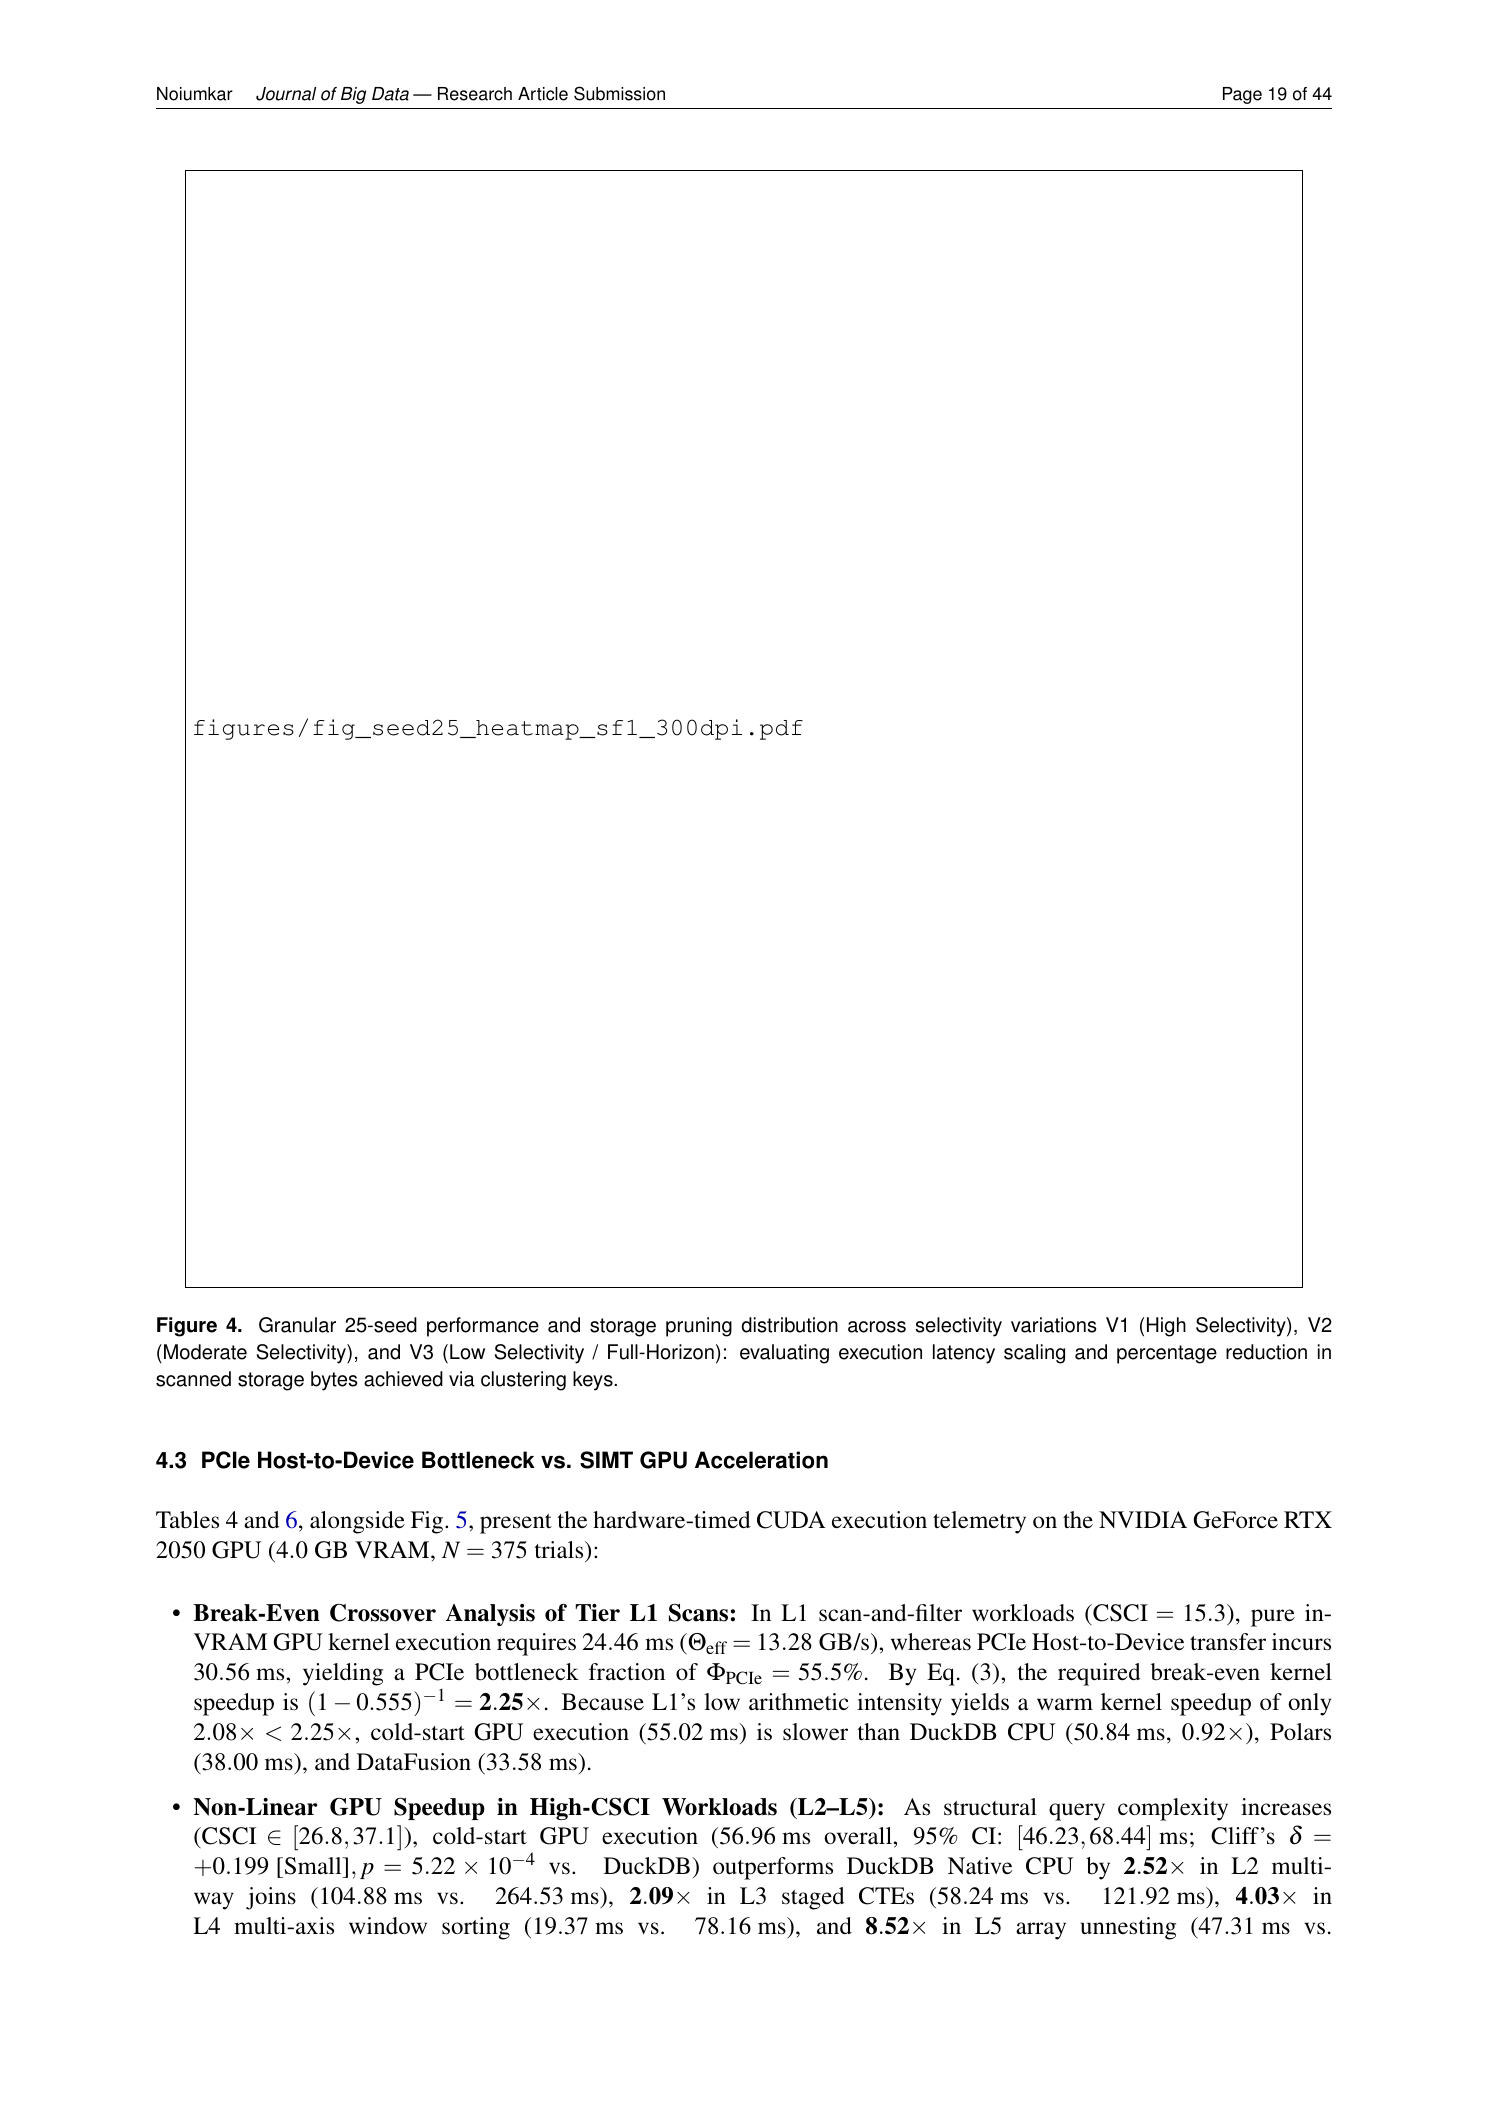 Noiumkar Journal of Big Data — Research Article Submission Page 19 of 44
figures/fig_seed25_heatmap_sf1_300dpi.pdf
Figure 4. Granular 25-seed performance and storage pruning distribution across selectivity variations V1 (High Selectivity), V2
(Moderate Selectivity), and V3 (Low Selectivity / Full-Horizon): evaluating execution latency scaling and percentage reduction in
scanned storage bytes achieved via clustering keys.
4.3 PCIe Host-to-Device Bottleneck vs. SIMT GPU Acceleration
Tables 4 and 6, alongside Fig. 5, present the hardware-timed CUDA execution telemetry on the NVIDIA GeForce RTX
2050 GPU (4.0 GB VRAM, N = 375 trials):
• Break-Even Crossover Analysis of Tier L1 Scans: In L1 scan-and-filter workloads (CSCI = 15.3), pure in-
VRAM GPU kernel execution requires 24.46 ms (Θeff = 13.28 GB/s), whereas PCIe Host-to-Device transfer incurs
30.56 ms, yielding a PCIe bottleneck fraction of ΦPCIe = 55.5%. By Eq. (3), the required break-even kernel
speedup is (1 − 0.555)⁻¹ = 2.25×. Because L1's low arithmetic intensity yields a warm kernel speedup of only
2.08× < 2.25×, cold-start GPU execution (55.02 ms) is slower than DuckDB CPU (50.84 ms, 0.92×), Polars
(38.00 ms), and DataFusion (33.58 ms).
• Non-Linear GPU Speedup in High-CSCI Workloads (L2–L5): As structural query complexity increases
(CSCI ∈ [26.8,37.1]), cold-start GPU execution (56.96 ms overall, 95% CI: [46.23,68.44] ms; Cliff's δ =
+0.199 [Small], p = 5.22 × 10⁻⁴ vs. DuckDB) outperforms DuckDB Native CPU by 2.52× in L2 multi-
way joins (104.88 ms vs. 264.53 ms), 2.09× in L3 staged CTEs (58.24 ms vs. 121.92 ms), 4.03× in
L4 multi-axis window sorting (19.37 ms vs. 78.16 ms), and 8.52× in L5 array unnesting (47.31 ms vs.